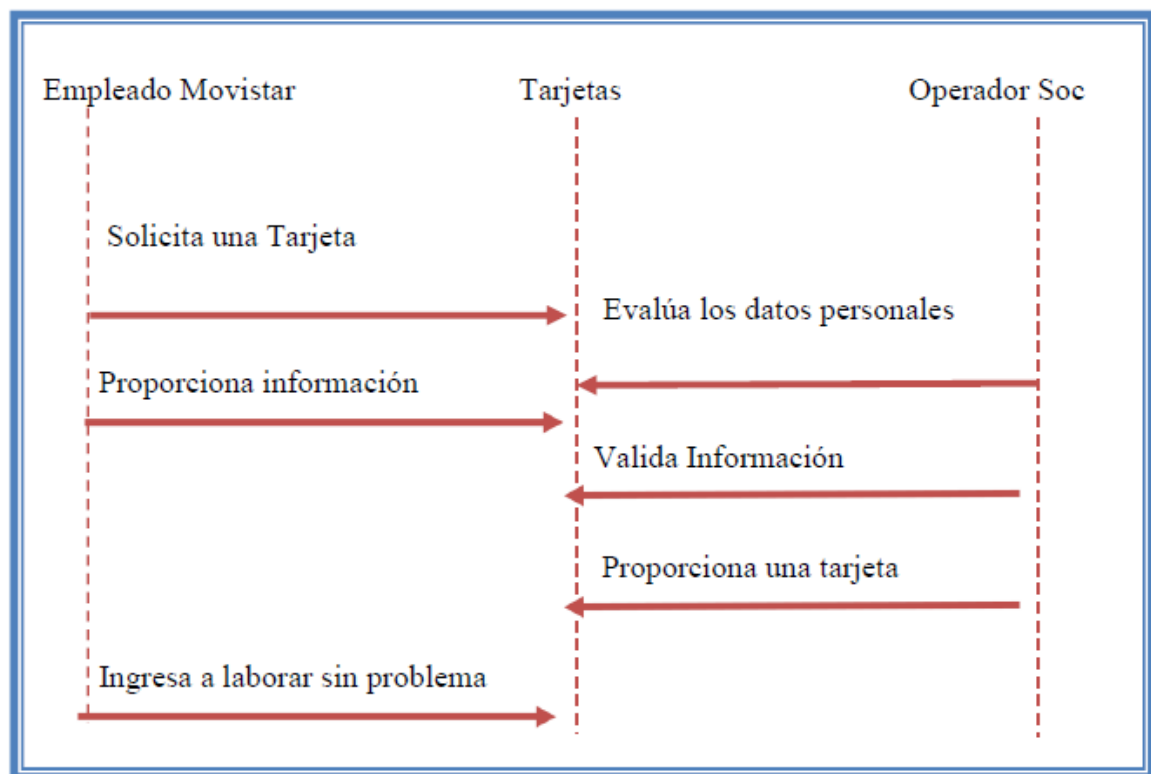 Empleado Movistar
Tarjetas
Operador Soc
Solicita una Tarjeta
Evalúa los datos personales
Proporciona información
Valida Información
Proporciona una tarjeta
Ingresa a laborar sin problema